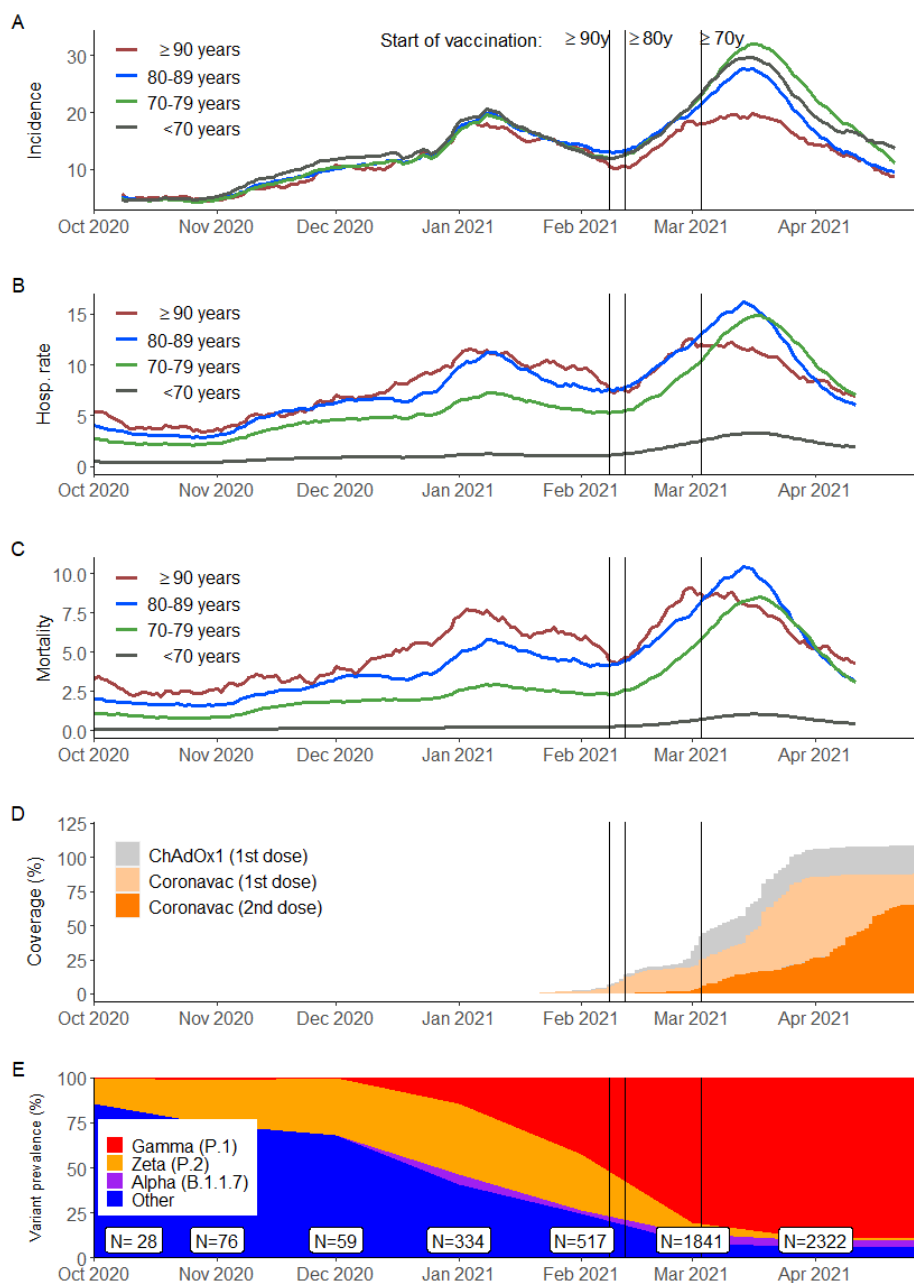 A
Start of vaccination: ≥ 90y ≥ 80y ≥ 70y
≥ 90 years
80-89 years
70-79 years
<70 years
Incidence
30
20
10
Oct 2020 Nov 2020 Dec 2020 Jan 2021 Feb 2021 Mar 2021 Apr 2021
B
≥ 90 years
80-89 years
70-79 years
<70 years
Hosp. rate
15
10
5
0
Oct 2020 Nov 2020 Dec 2020 Jan 2021 Feb 2021 Mar 2021 Apr 2021
C
≥ 90 years
80-89 years
70-79 years
<70 years
Mortality
10.0
7.5
5.0
2.5
0.0
Oct 2020 Nov 2020 Dec 2020 Jan 2021 Feb 2021 Mar 2021 Apr 2021
D
ChAdOx1 (1st dose)
Coronavac (1st dose)
Coronavac (2nd dose)
Coverage (%)
125
100
75
50
25
0
Oct 2020 Nov 2020 Dec 2020 Jan 2021 Feb 2021 Mar 2021 Apr 2021
E
Gamma (P.1)
Zeta (P.2)
Alpha (B.1.1.7)
Other
Variant prevalence (%)
100
75
50
25
0
N= 28 N=76 N=59 N=334 N=517 N=1841 N=2322
Oct 2020 Nov 2020 Dec 2020 Jan 2021 Feb 2021 Mar 2021 Apr 2021